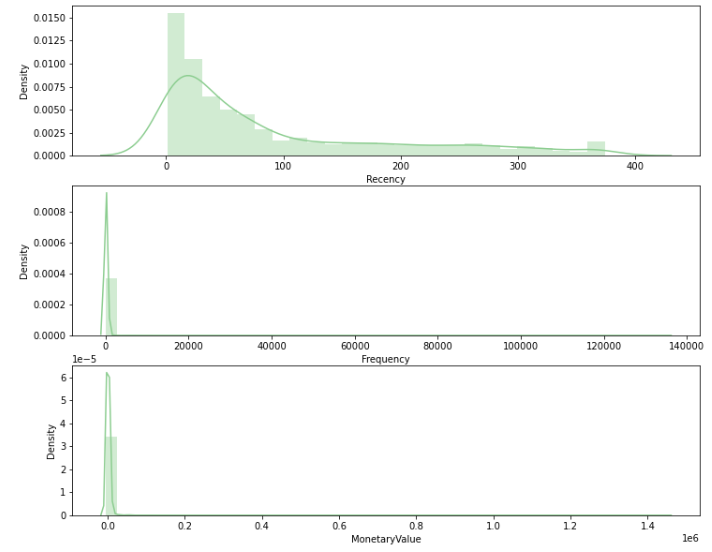 0.0150
0.0125
0.0100
0.0075
0.0050
0.0025
0.0000
Density
0 100 200 300 400
Recency
0.0008
0.0006
0.0004
0.0002
0.0000
Density
0 20000 40000 60000 80000 100000 120000 140000
Frequency
1e−5
6
5
4
3
2
1
0
Density
0.0 0.2 0.4 0.6 0.8 1.0 1.2 1.4
1e6
MonetaryValue